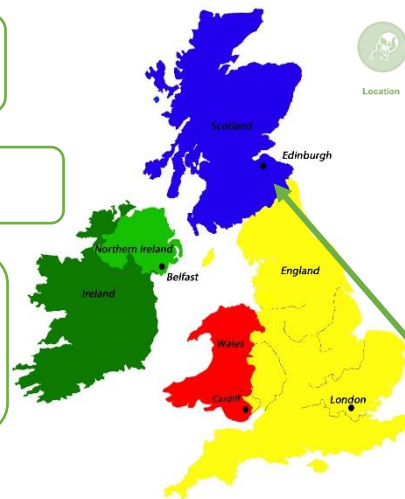 Location
Scotland
Edinburgh
Northern Ireland
Belfast
England
Ireland
Wales
Cardiff
London